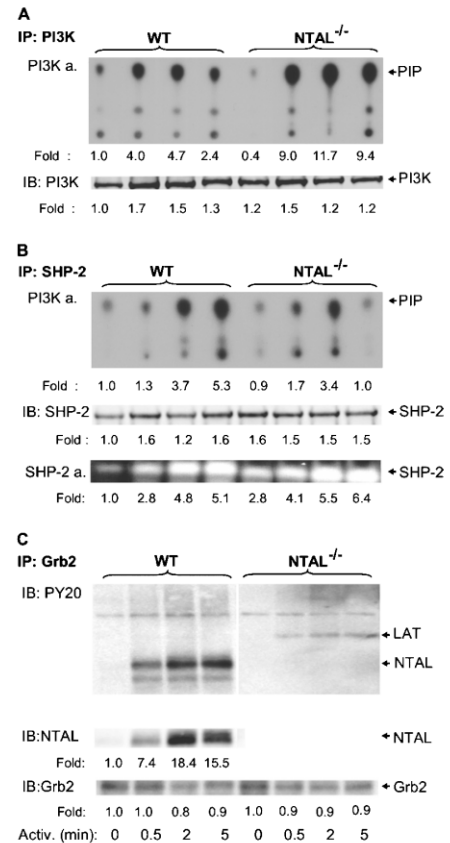 A
IP: PI3K WT NTAL-/-
PI3K a. PIP
Fold : 1.0 4.0 4.7 2.4 0.4 9.0 11.7 9.4
IB: PI3K PI3K
Fold : 1.0 1.7 1.5 1.3 1.2 1.5 1.2 1.2
B
IP: SHP-2 WT NTAL-/-
PI3K a. PIP
Fold : 1.0 1.3 3.7 5.3 0.9 1.7 3.4 1.0
IB: SHP-2 SHP-2
Fold : 1.0 1.6 1.2 1.6 1.6 1.5 1.5 1.5
SHP-2 a. SHP-2
Fold: 1.0 2.8 4.8 5.1 2.8 4.1 5.5 6.4
C
IP: Grb2 WT NTAL-/-
IB: PY20
LAT
NTAL
IB:NTAL NTAL
Fold: 1.0 7.4 18.4 15.5
IB:Grb2 Grb2
Fold: 1.0 1.0 0.8 0.9 1.0 0.9 0.9 0.9
Activ. (min): 0 0.5 2 5 0 0.5 2 5